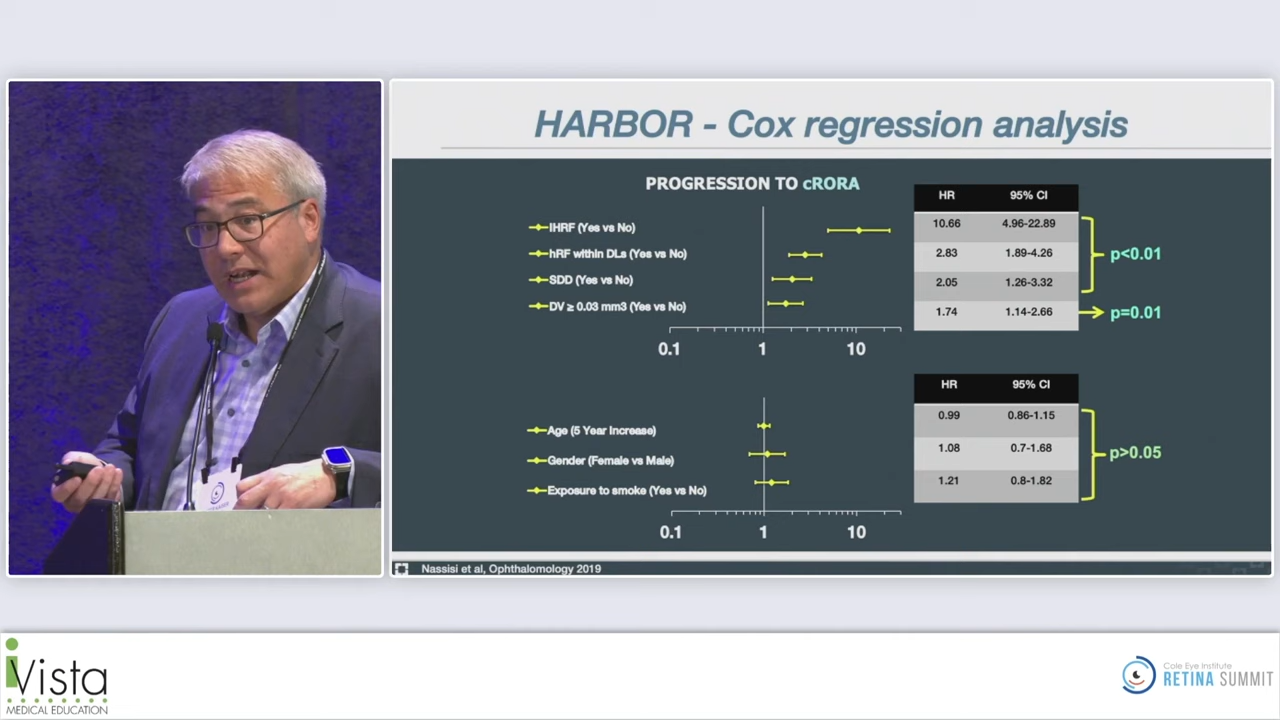 HARBOR - Cox regression analysis
PROGRESSION TO cRORA
IHRF (Yes vs No)
hRF within DLs (Yes vs No)
SDD (Yes vs No)
DV ≥ 0.03 mm3 (Yes vs No)
0.1 1 10
HR 95% CI
10.66 4.96-22.89
2.83 1.89-4.26
2.05 1.26-3.32
1.74 1.14-2.66
p<0.01
p=0.01
Age (5 Year Increase)
Gender (Female vs Male)
Exposure to smoke (Yes vs No)
0.1 1 10
HR 95% CI
0.99 0.86-1.15
1.08 0.7-1.68
1.21 0.8-1.82
p>0.05
Nassisi et al, Ophthalomology 2019
iVista
MEDICAL EDUCATION
Cole Eye Institute
RETINA SUMMIT